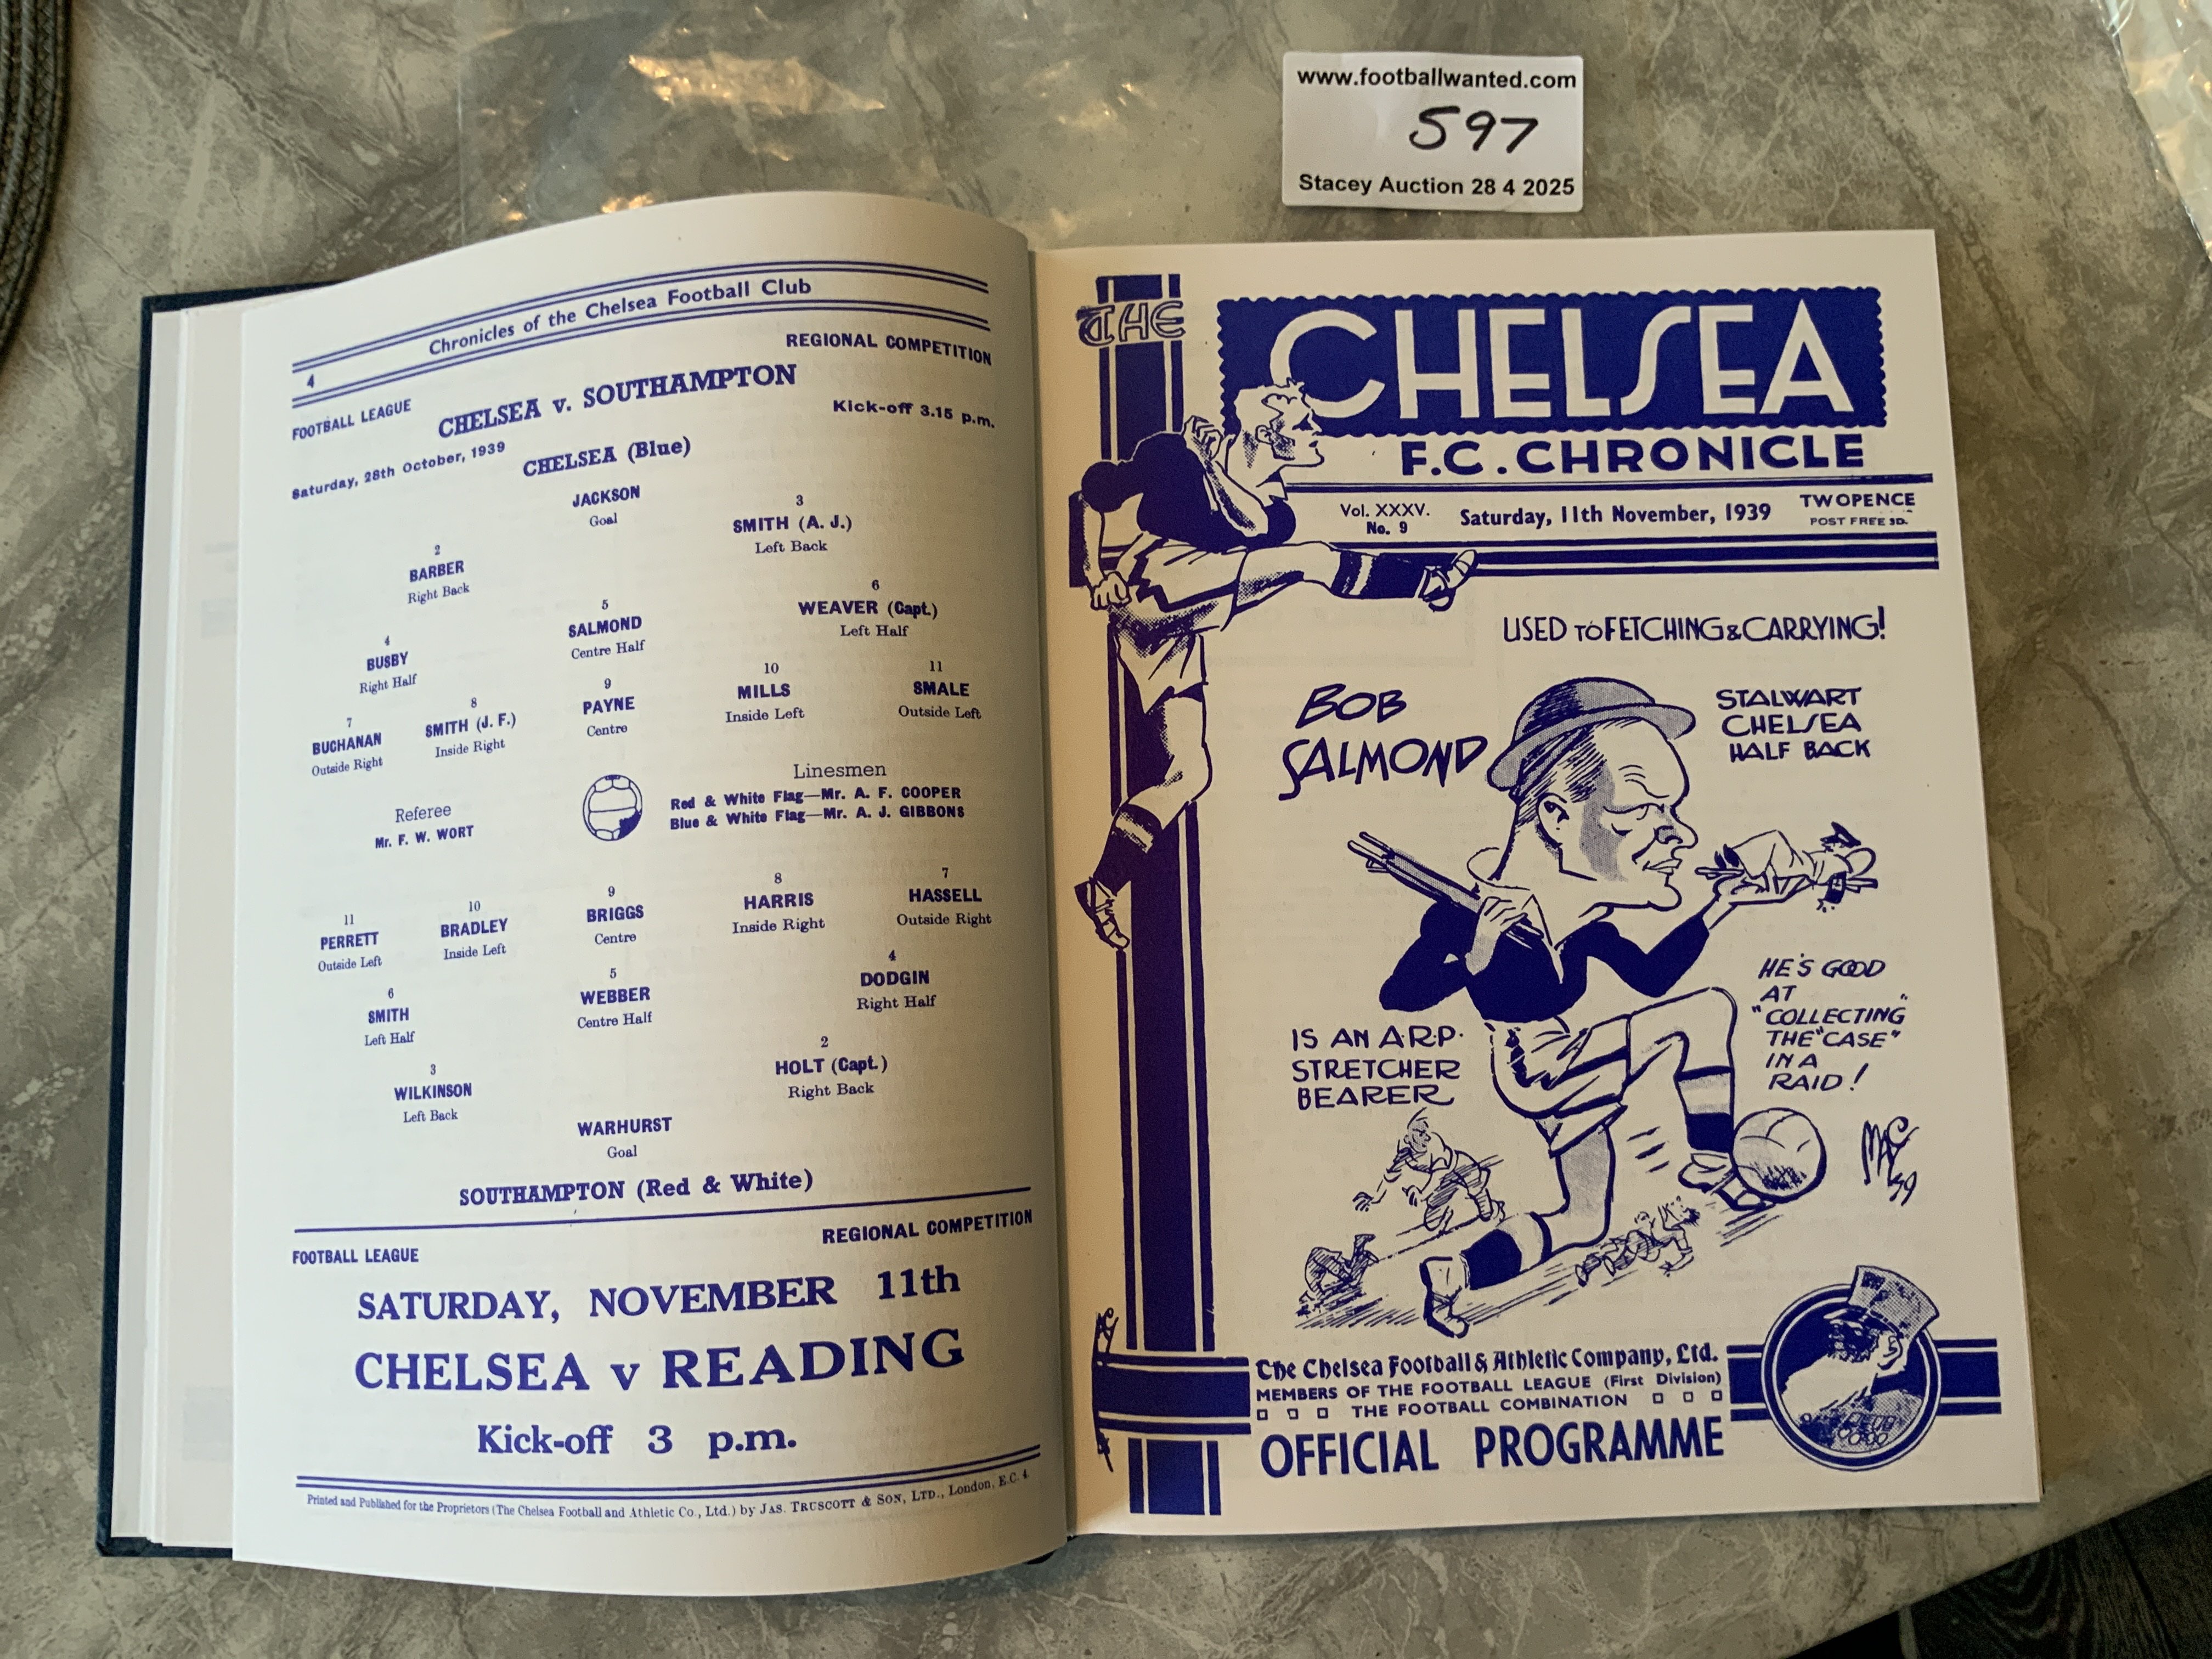 www.footballwanted.com
597
Stacey Auction 28 4 2025
Chronicles of the Chelsea Football Club
4
FOOTBALL LEAGUE
REGIONAL COMPETITION
CHELSEA v. SOUTHAMPTON
Saturday, 28th October, 1939
Kick-off 3.15 p.m.
CHELSEA (Blue)
JACKSON
Goal
2
BARBER
Right Back
3
SMITH (A. J.)
Left Back
4
BUSBY
Right Half
5
SALMOND
Centre Half
6
WEAVER (Capt.)
Left Half
7
BUCHANAN
Outside Right
8
SMITH (J. F.)
Inside Right
9
PAYNE
Centre
10
MILLS
Inside Left
11
SMALE
Outside Left
Referee
Mr. F. W. WORT
Linesmen
Red & White Flag—Mr. A. F. COOPER
Blue & White Flag—Mr. A. J. GIBBONS
11
PERRETT
Outside Left
10
BRADLEY
Inside Left
9
BRIGGS
Centre
8
HARRIS
Inside Right
7
HASSELL
Outside Right
6
SMITH
Left Half
5
WEBBER
Centre Half
4
DODGIN
Right Half
3
WILKINSON
Left Back
2
HOLT (Capt.)
Right Back
WARHURST
Goal
SOUTHAMPTON (Red & White)
FOOTBALL LEAGUE
REGIONAL COMPETITION
SATURDAY, NOVEMBER 11th
CHELSEA v READING
Kick-off 3 p.m.
Printed and Published for the Proprietors (The Chelsea Football and Athletic Co., Ltd.) by JAS. TRUSCOTT & SON, LTD., London, E.C. 4.
THE
CHELSEA
F.C. CHRONICLE
Vol. XXXV.
No. 9
Saturday, 11th November, 1939
TWOPENCE
POST FREE 3D.
USED TO FETCHING & CARRYING!
BOB
SALMOND
STALWART
CHELSEA
HALF BACK
IS AN A.R.P.
STRETCHER
BEARER
HE'S GOOD
AT
"COLLECTING"
THE "CASE"
IN A
RAID!
MAC
39
The Chelsea Football & Athletic Company, Ltd.
MEMBERS OF THE FOOTBALL LEAGUE (First Division)
THE FOOTBALL COMBINATION
OFFICIAL PROGRAMME